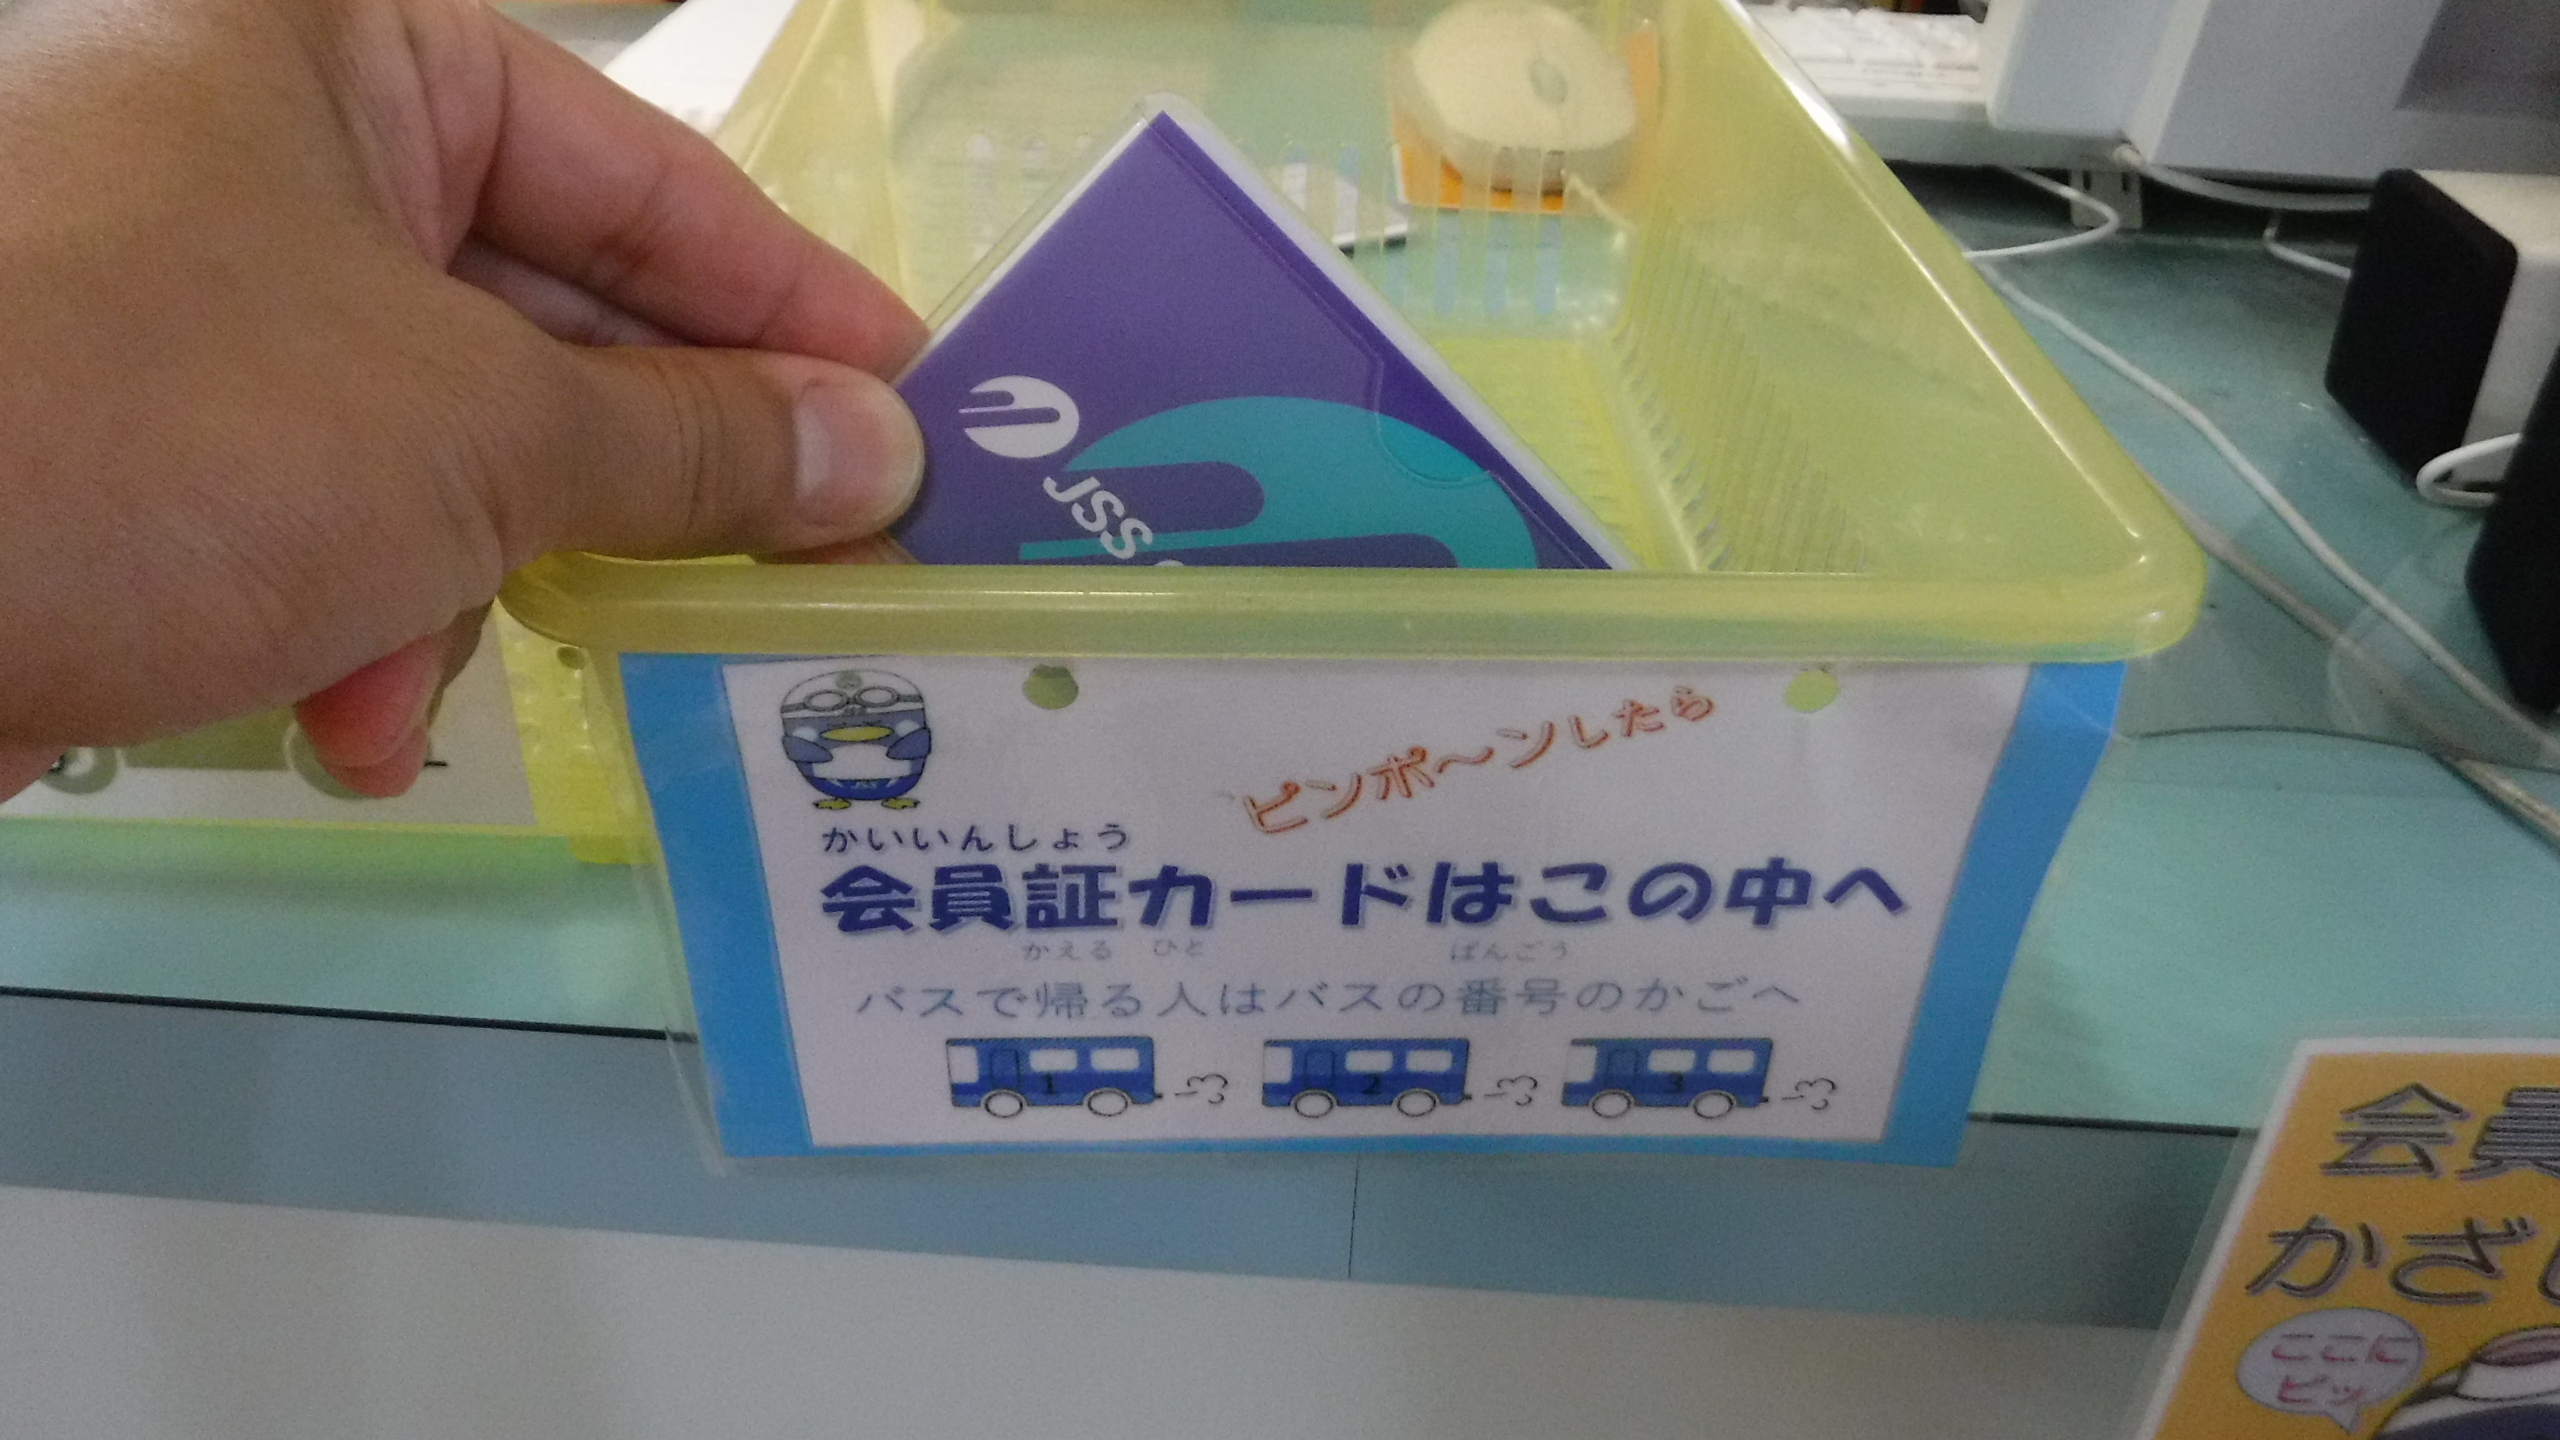 JSS
ピンポ〜ンしたら
かいいんしょう
会員証カードはこの中へ
かえる ひと ばんごう
バスで帰る人はバスの番号のかごへ
1 2 3
会員
かざし
ここに
ピッ